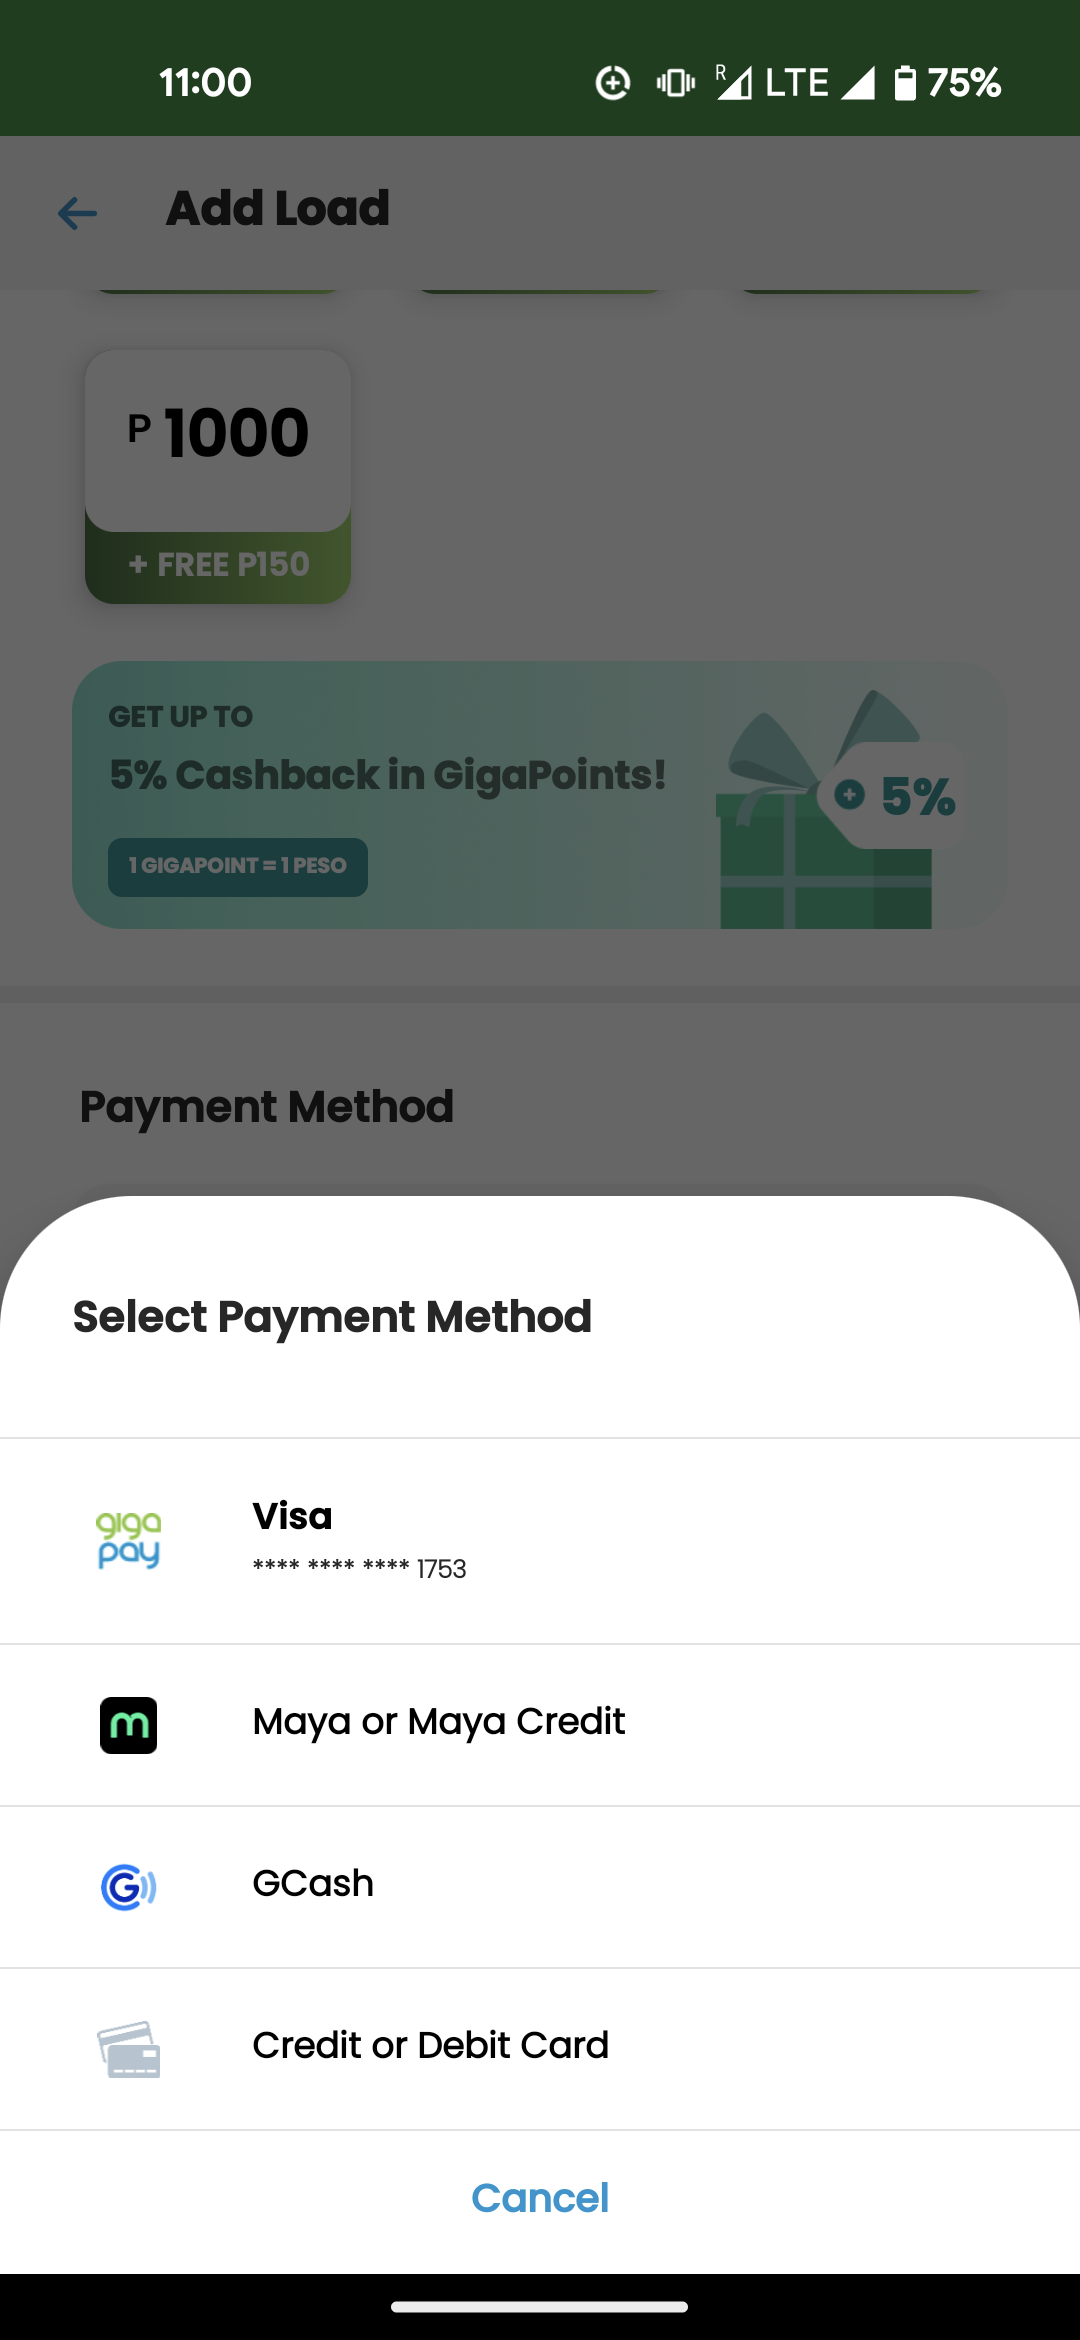 11:00
R LTE 75%
Add Load
P 1000
+ FREE P150
GET UP TO
5% Cashback in GigaPoints!
5%
1 GIGAPOINT = 1 PESO
Payment Method
Select Payment Method
giga
pay
Visa
**** **** **** 1753
m
Maya or Maya Credit
G
GCash
Credit or Debit Card
Cancel